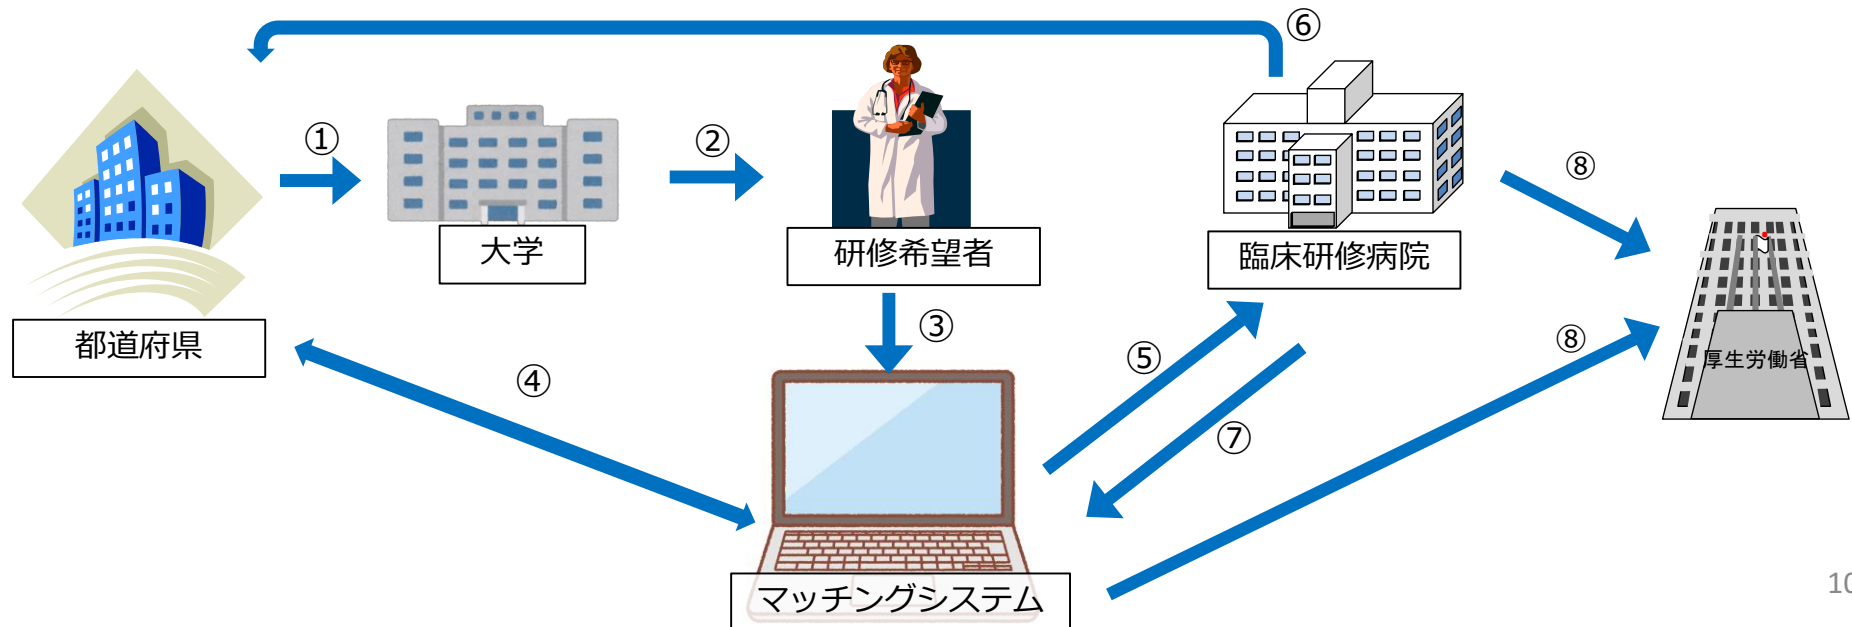 ⑥
①
②
⑧
大学
研修希望者
臨床研修病院
都道府県
③
④
⑤
⑧
厚生労働省
⑦
マッチングシステム
10